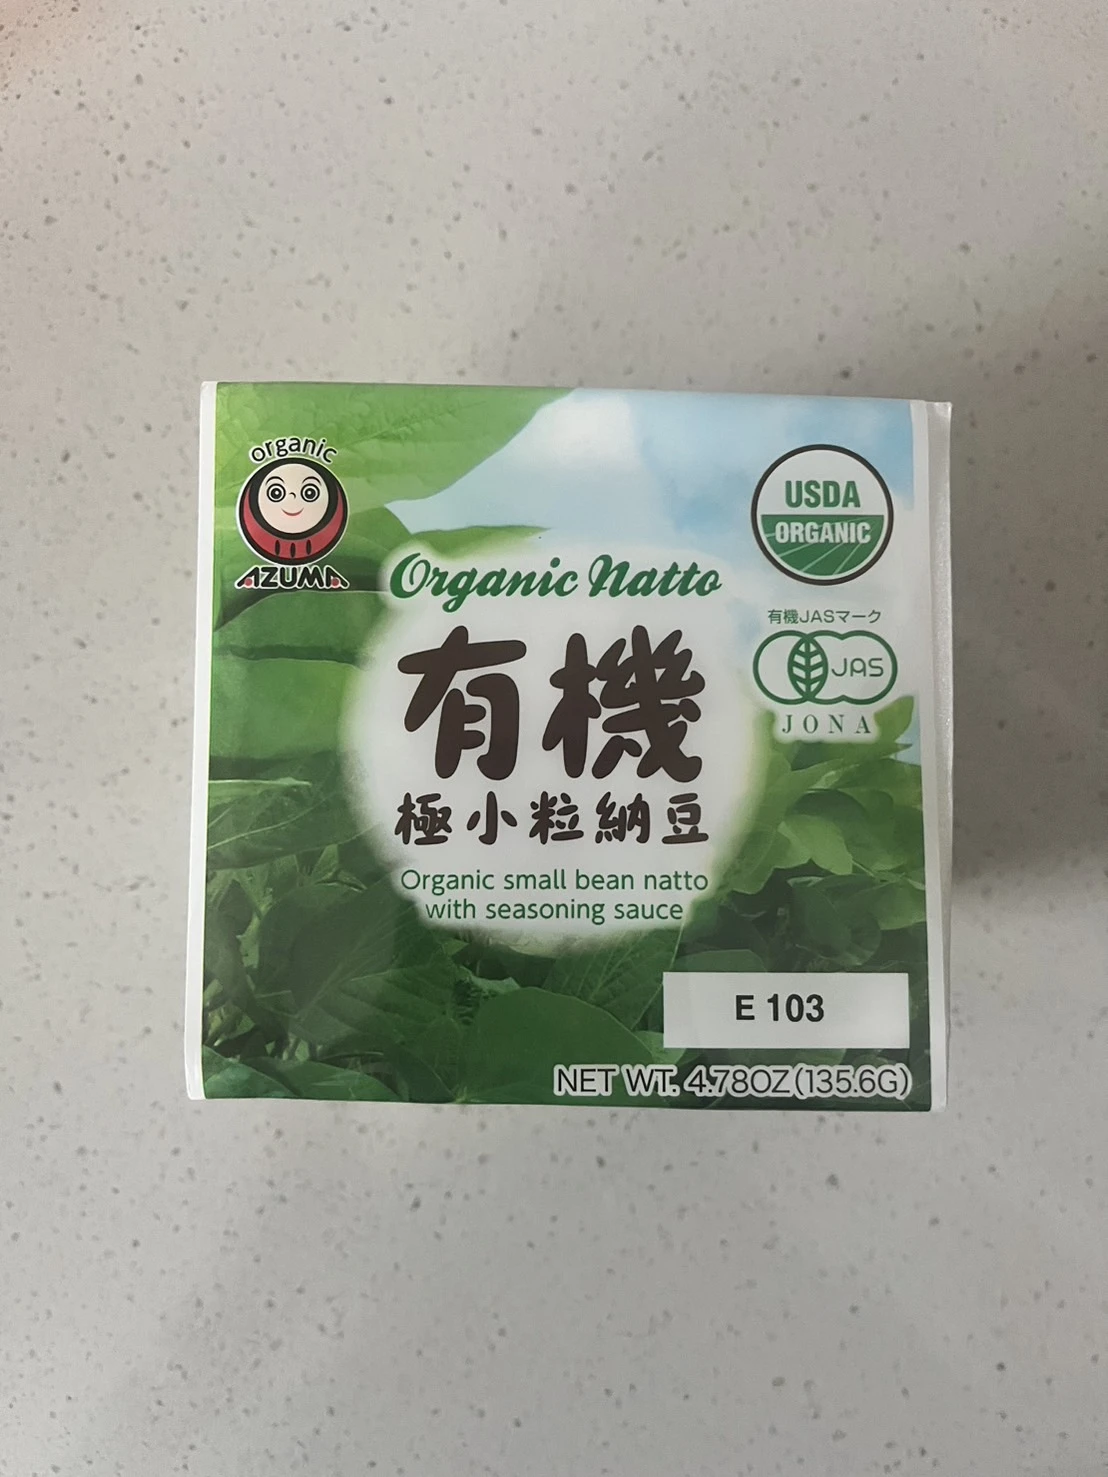 organic
AZUMA
USDA
ORGANIC
Organic Natto
有機JASマーク
JAS
JONA
有機
極小粒納豆
Organic small bean natto
with seasoning sauce
E 103
NET WT. 4.78OZ(135.6G)